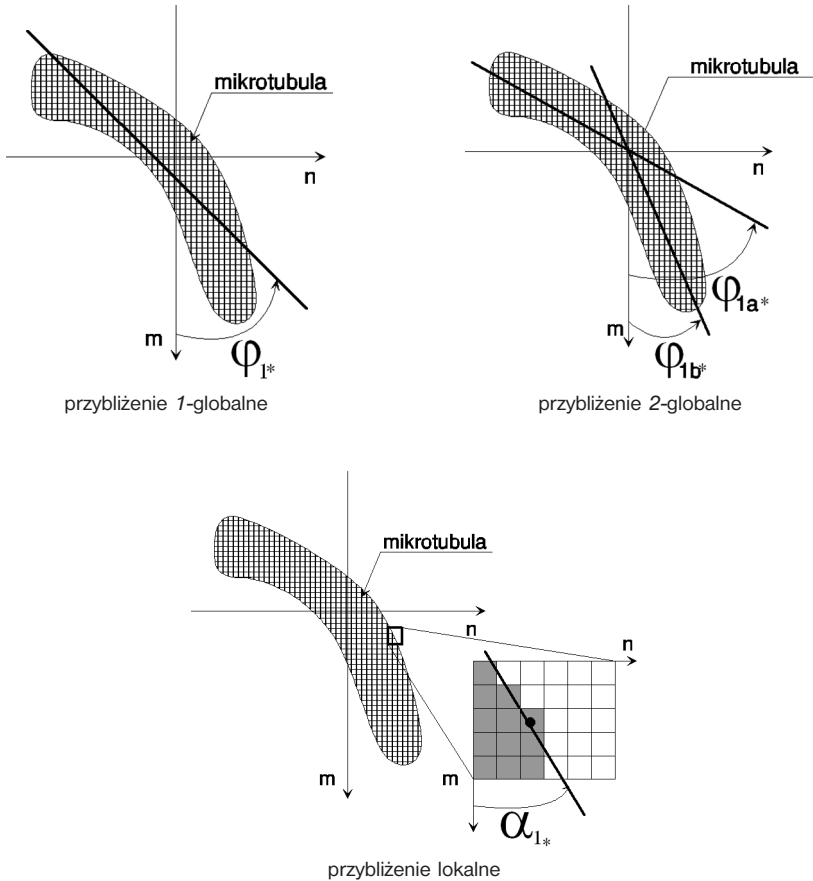 mikrotubula
n
m
φ1*
przybliżenie 1-globalne
mikrotubula
n
φ1a*
m
φ1b*
przybliżenie 2-globalne
mikrotubula
n
n
m
m
α1*
przybliżenie lokalne